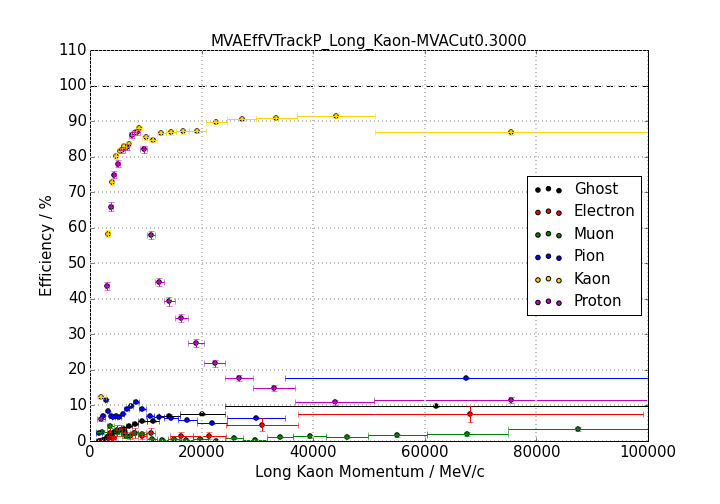 MVAEffVTrackP_Long_Kaon-MVACut0.3000
110
100
90
80
70
60
50
40
30
20
10
0
Efficiency / %
Ghost
Electron
Muon
Pion
Kaon
Proton
0 20000 40000 60000 80000 100000
Long Kaon Momentum / MeV/c